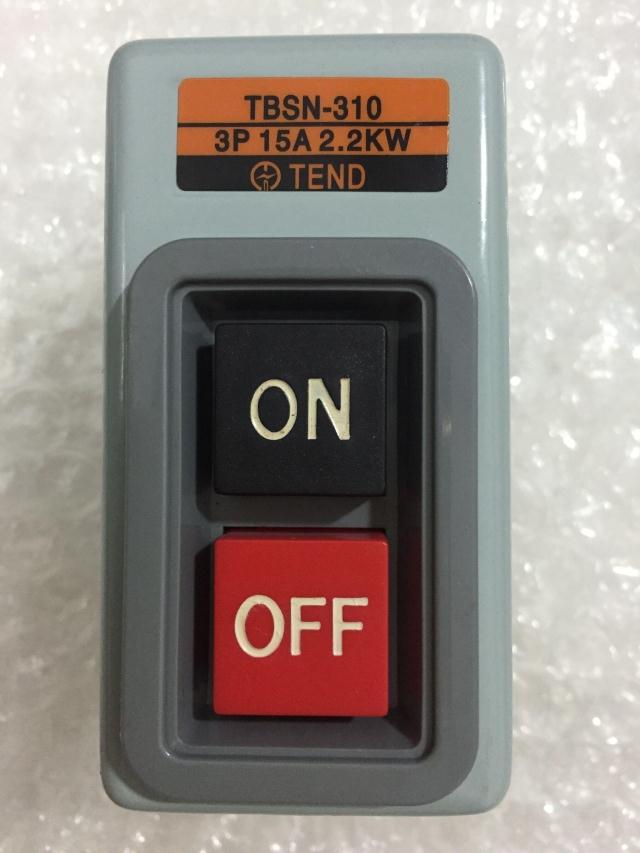 TBSN-310
3P 15A 2.2KW
TEND
ON
OFF